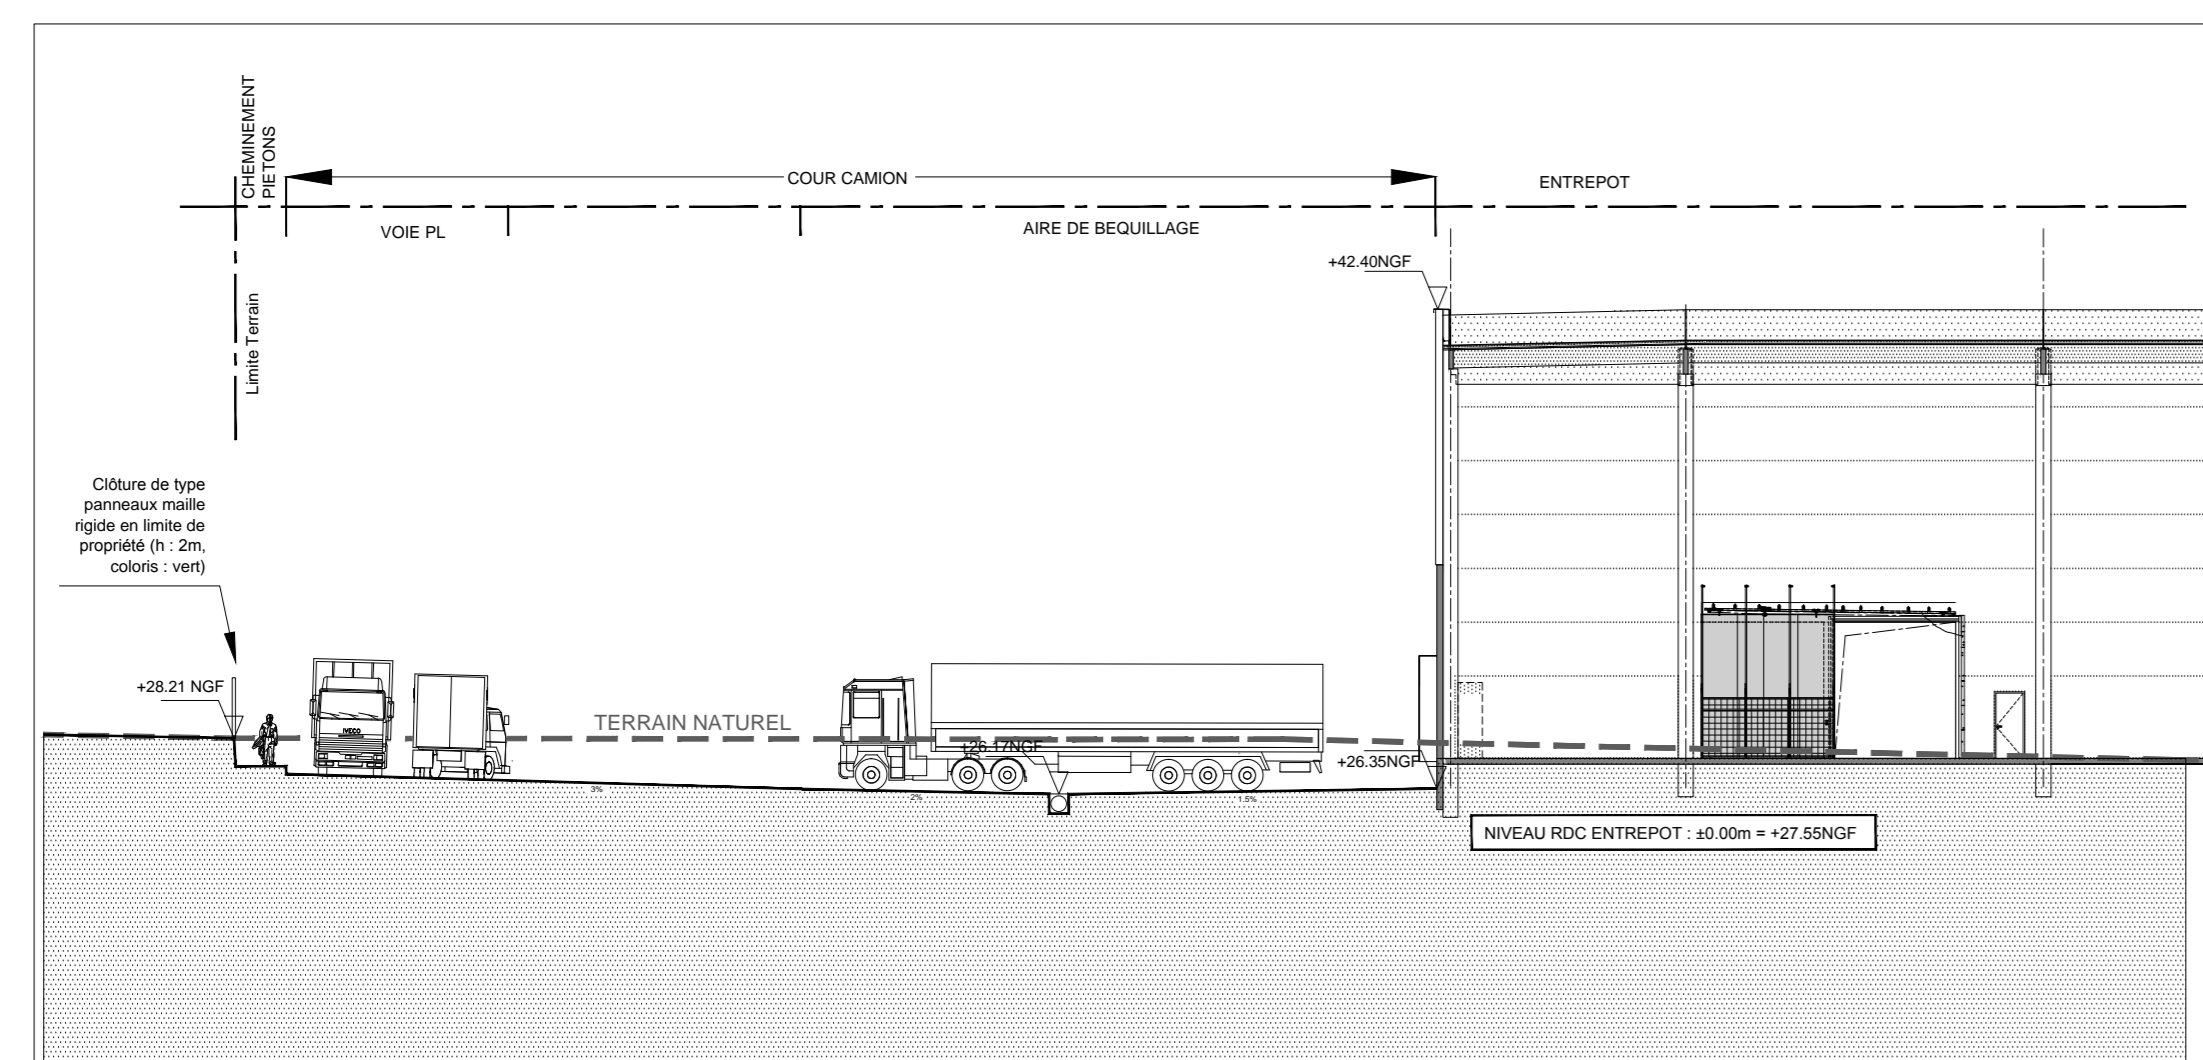 CHEMINEMENT
PIETONS
COUR CAMION
ENTREPOT
VOIE PL
AIRE DE BEQUILLAGE
+42.40NGF
Limite Terrain
Clôture de type
panneaux maille
rigide en limite de
propriété (h : 2m,
coloris : vert)
+28.21 NGF
IVECO
TERRAIN NATUREL
+26.17NGF
+26.35NGF
3%
2%
1.5%
NIVEAU RDC ENTREPOT : ±0.00m = +27.55NGF